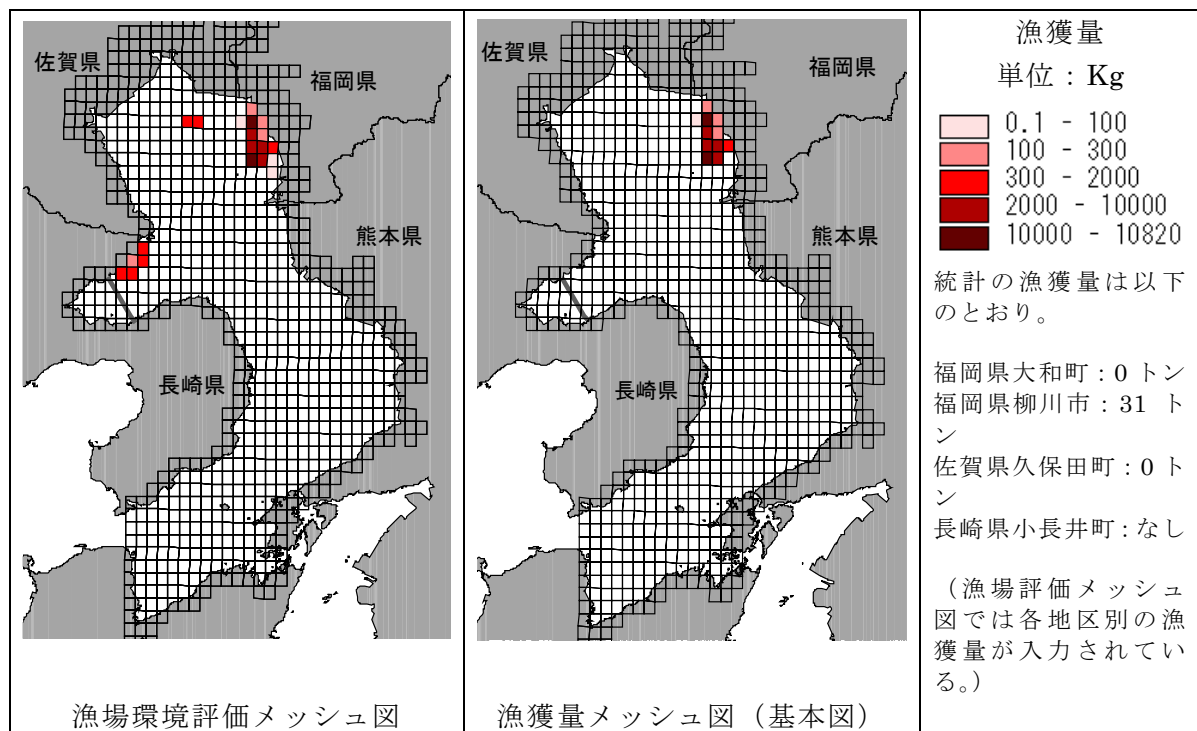 佐賀県
福岡県
熊本県
長崎県
漁場環境評価メッシュ図
佐賀県
福岡県
熊本県
長崎県
漁獲量メッシュ図（基本図）
漁獲量
単位：Kg
0.1 - 100
100 - 300
300 - 2000
2000 - 10000
10000 - 10820
統計の漁獲量は以下
のとおり。
福岡県大和町：0 トン
福岡県柳川市：31 ト
ン
佐賀県久保田町：0 ト
ン
長崎県小長井町：なし
（漁場評価メッシュ
図では各地区別の漁
獲量が入力されてい
る。）